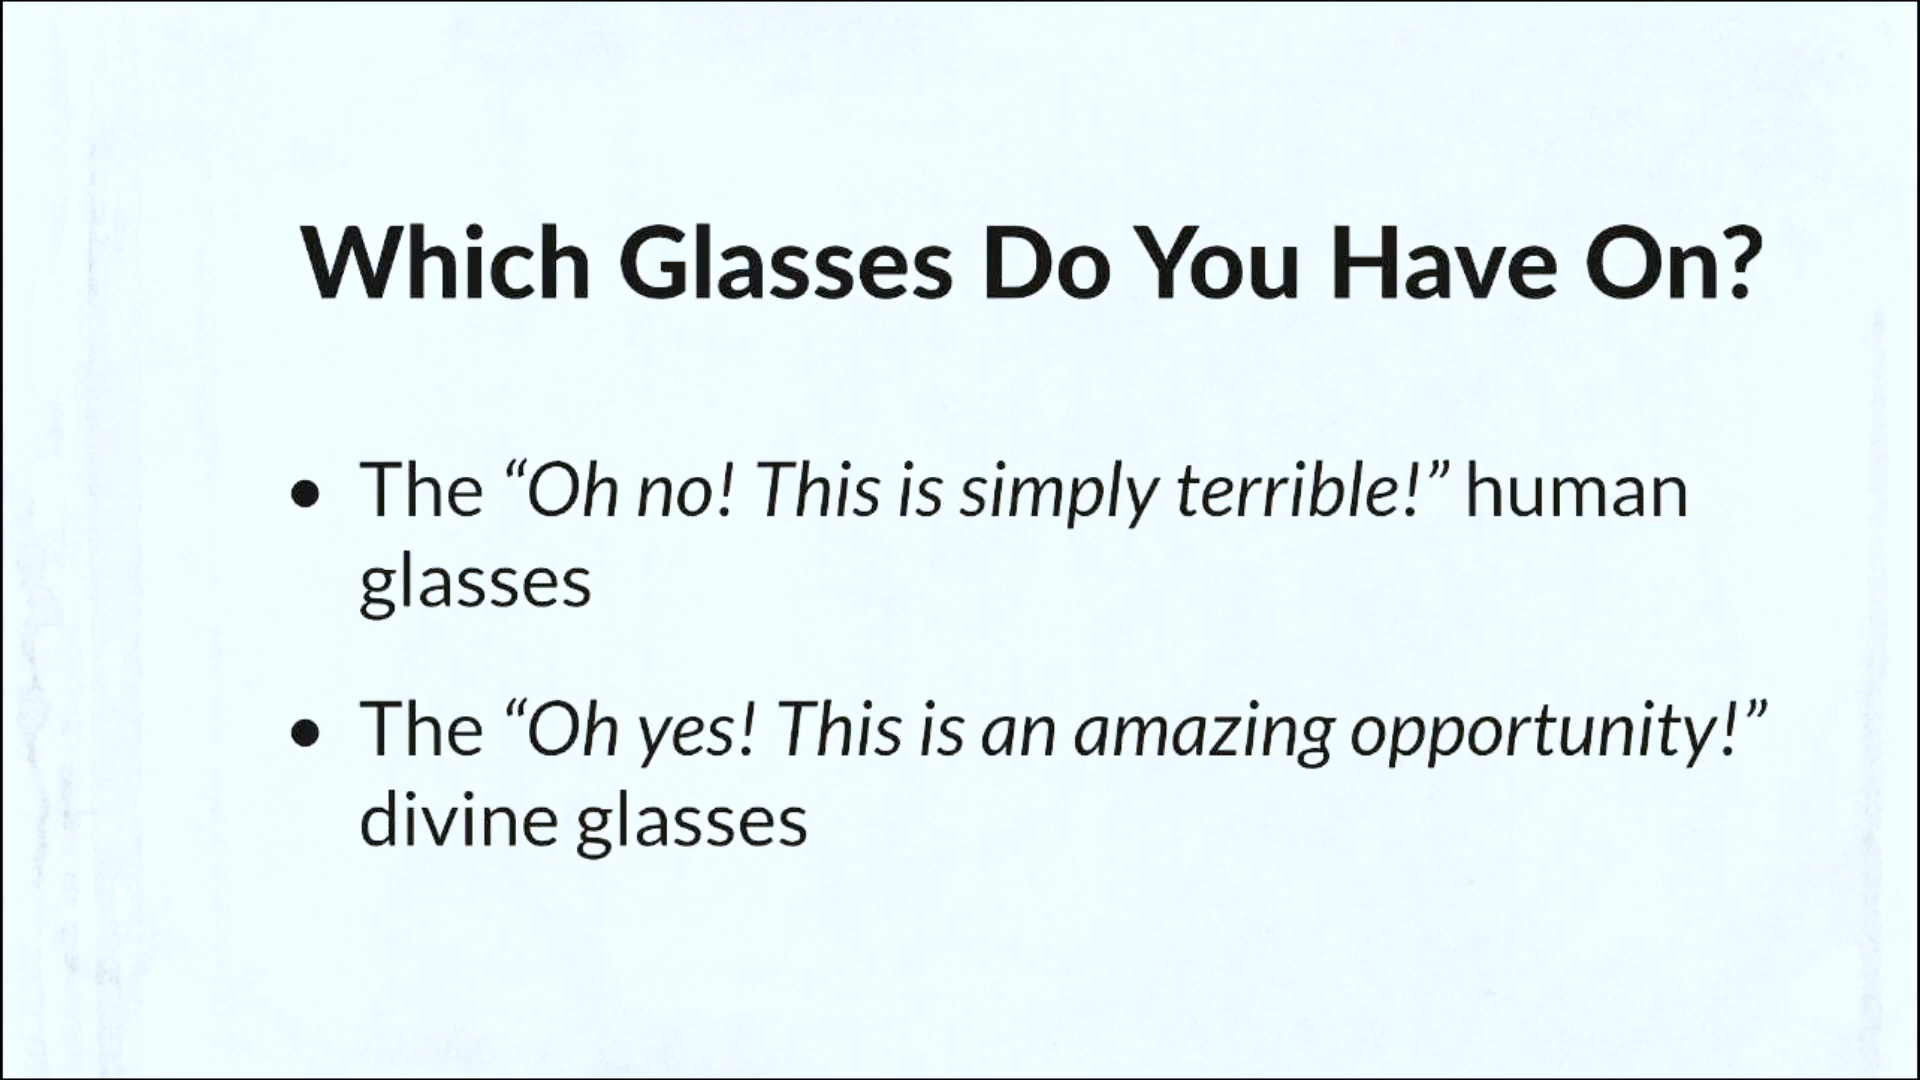 Which Glasses Do You Have On?
• The “Oh no! This is simply terrible!” human
glasses
• The “Oh yes! This is an amazing opportunity!”
divine glasses